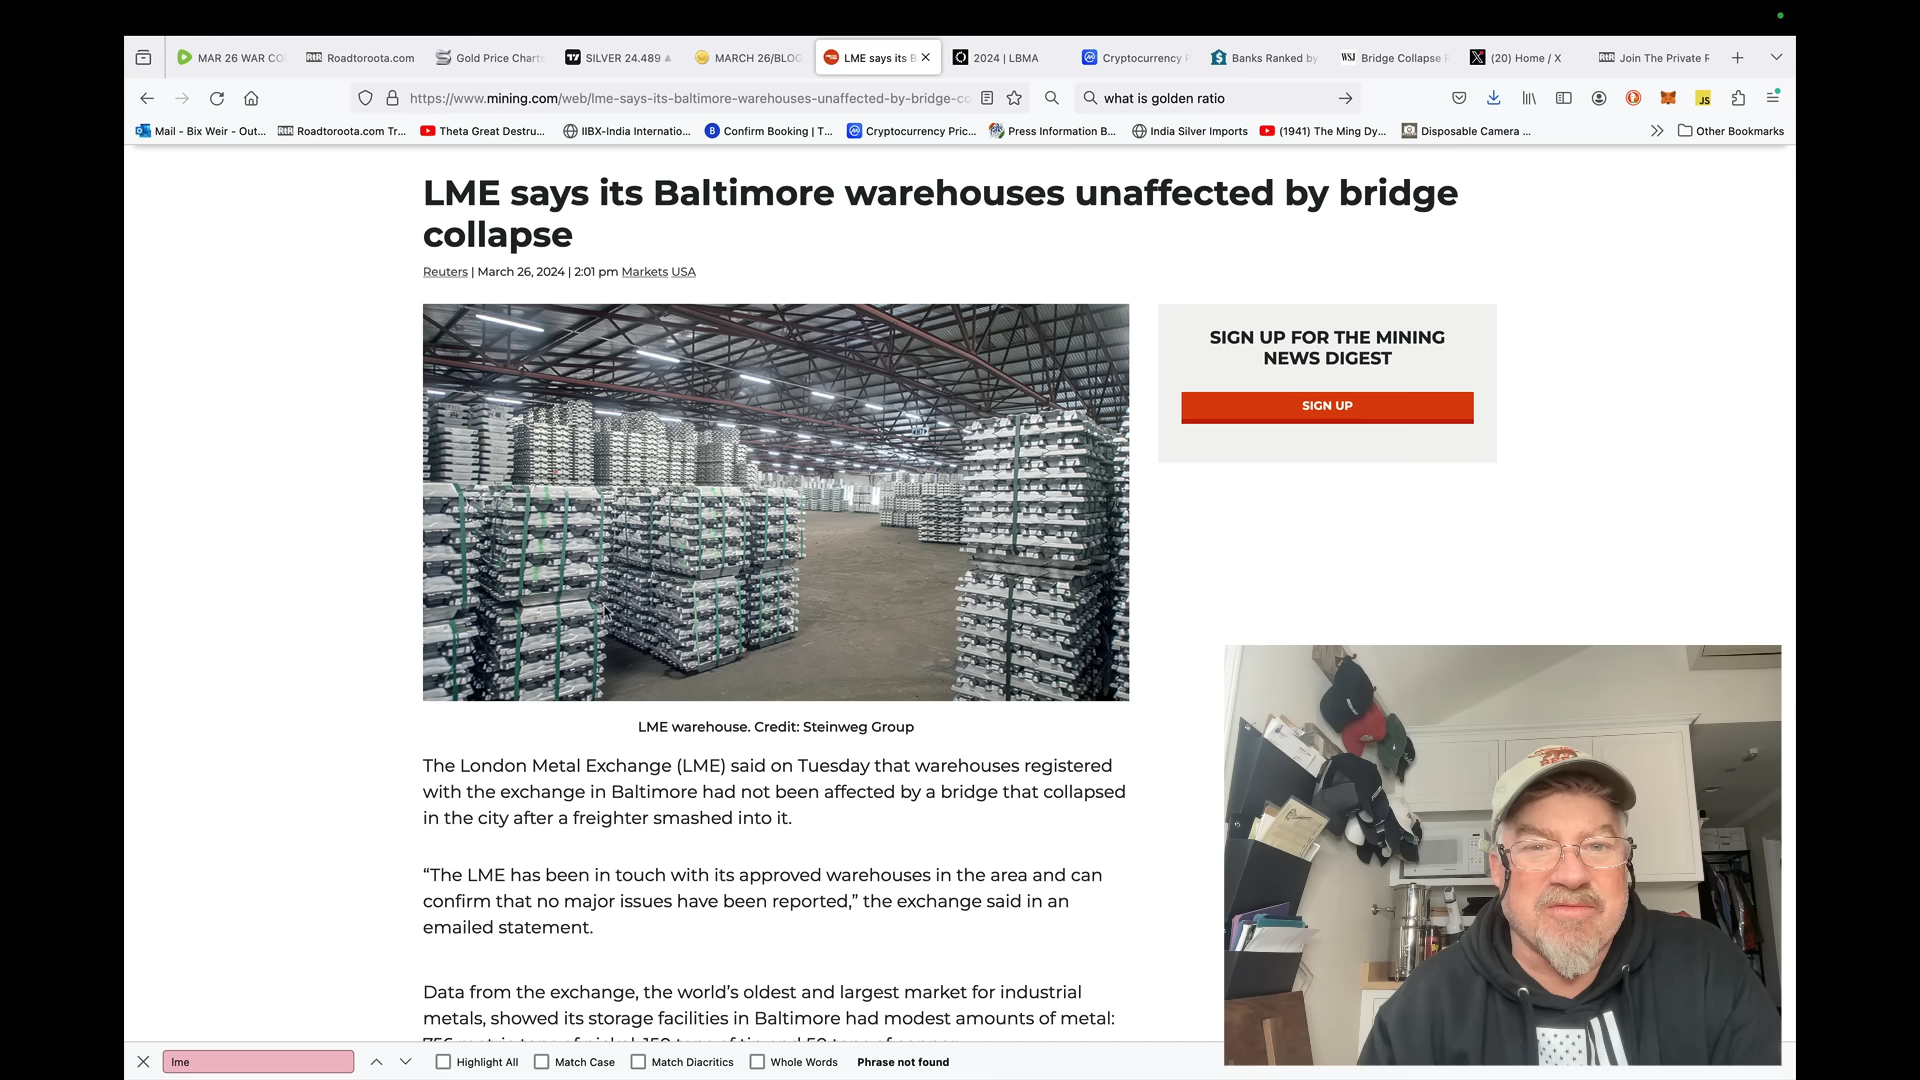 MAR 26 WAR CO
RtR Roadtoroota.com
Gold Price Charts
SILVER 24.489
MARCH 26/BLOG
LME says its B
2024 | LBMA
Cryptocurrency P
Banks Ranked by
WSJ Bridge Collapse R
(20) Home / X
RtR Join The Private R
https://www.mining.com/web/lme-says-its-baltimore-warehouses-unaffected-by-bridge-co
what is golden ratio
JS
Mail - Bix Weir - Out...
RtR Roadtoroota.com Tr...
Theta Great Destru...
IIBX-India Internatio...
B Confirm Booking | T...
Cryptocurrency Pric...
Press Information B...
India Silver Imports
(1941) The Ming Dy...
Disposable Camera ...
Other Bookmarks
LME says its Baltimore warehouses unaffected by bridge
collapse
Reuters | March 26, 2024 | 2:01 pm Markets USA
SIGN UP FOR THE MINING
NEWS DIGEST
SIGN UP
LME warehouse. Credit: Steinweg Group
The London Metal Exchange (LME) said on Tuesday that warehouses registered
with the exchange in Baltimore had not been affected by a bridge that collapsed
in the city after a freighter smashed into it.
“The LME has been in touch with its approved warehouses in the area and can
confirm that no major issues have been reported,” the exchange said in an
emailed statement.
Data from the exchange, the world’s oldest and largest market for industrial
metals, showed its storage facilities in Baltimore had modest amounts of metal:
lme
Highlight All
Match Case
Match Diacritics
Whole Words
Phrase not found